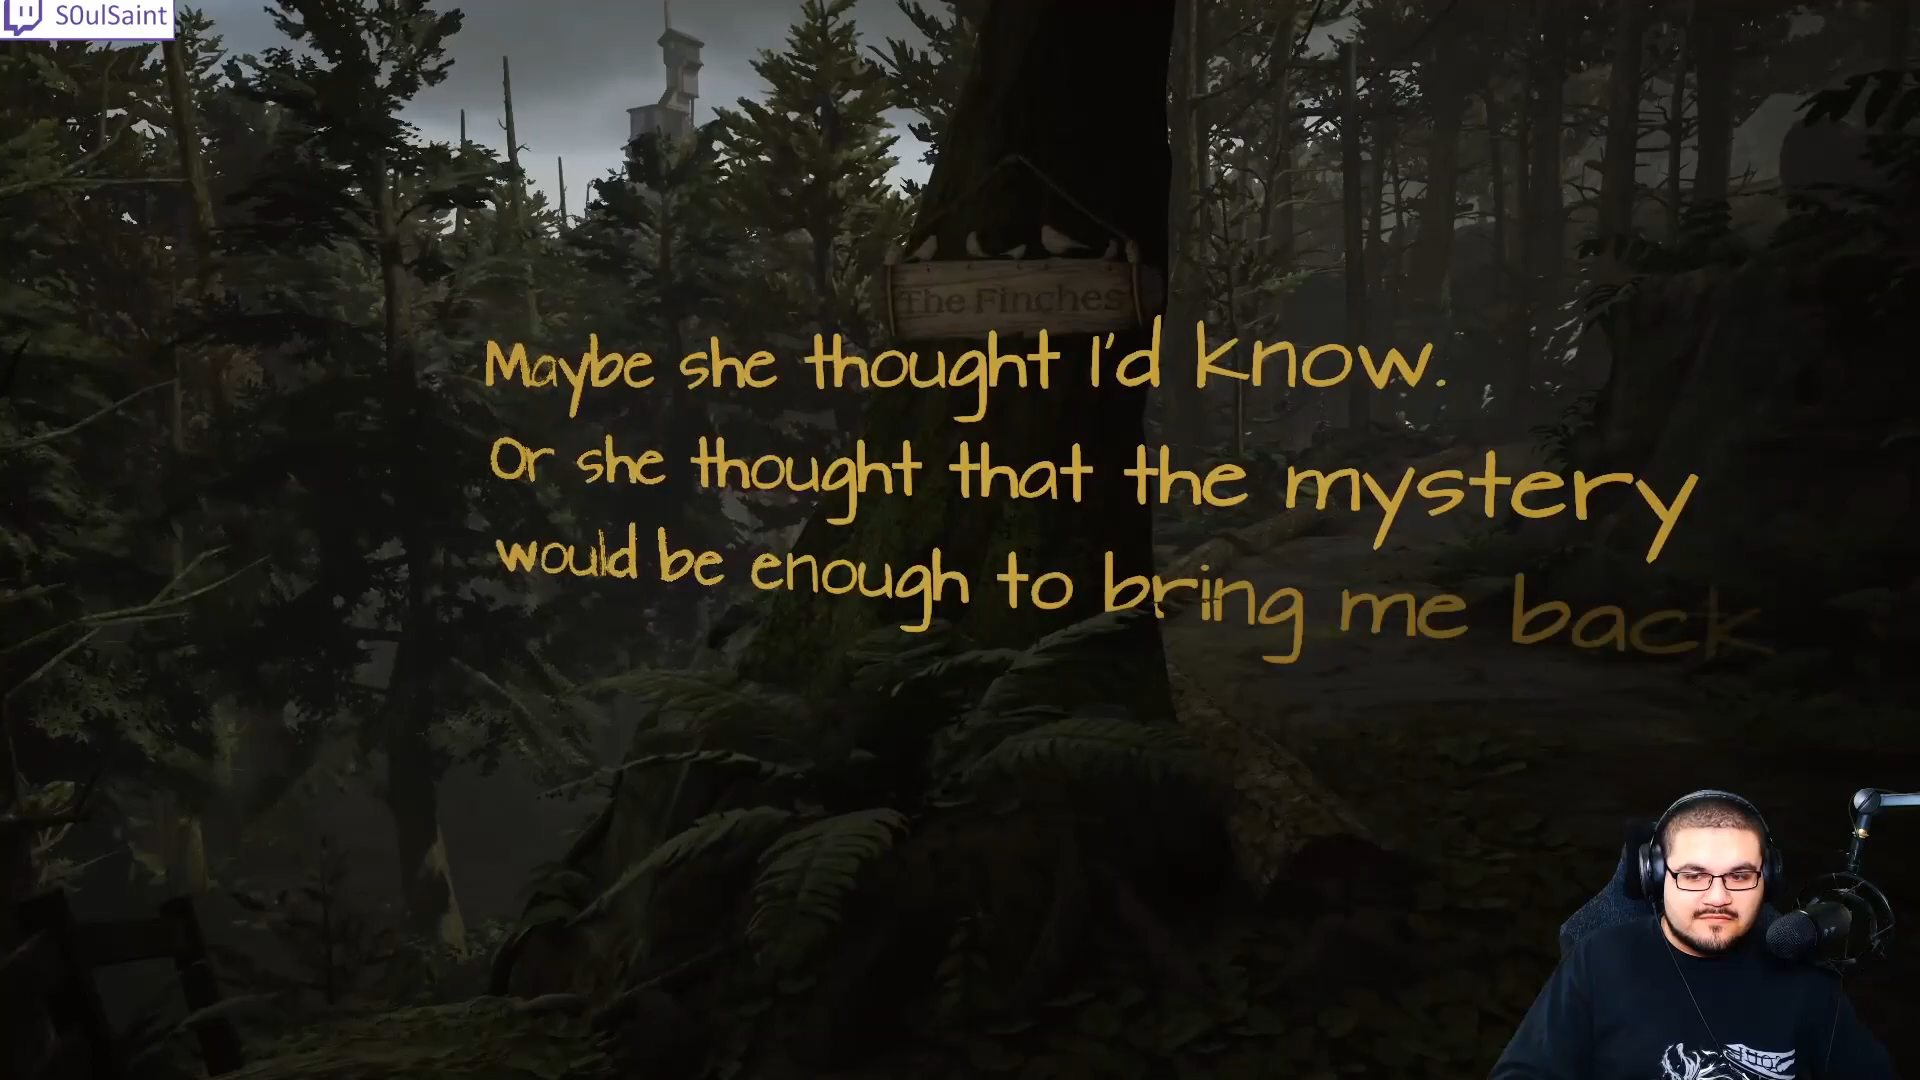 S0ulSaint
The Finches
Maybe she thought I'd know.
Or she thought that the mystery
would be enough to bring me back